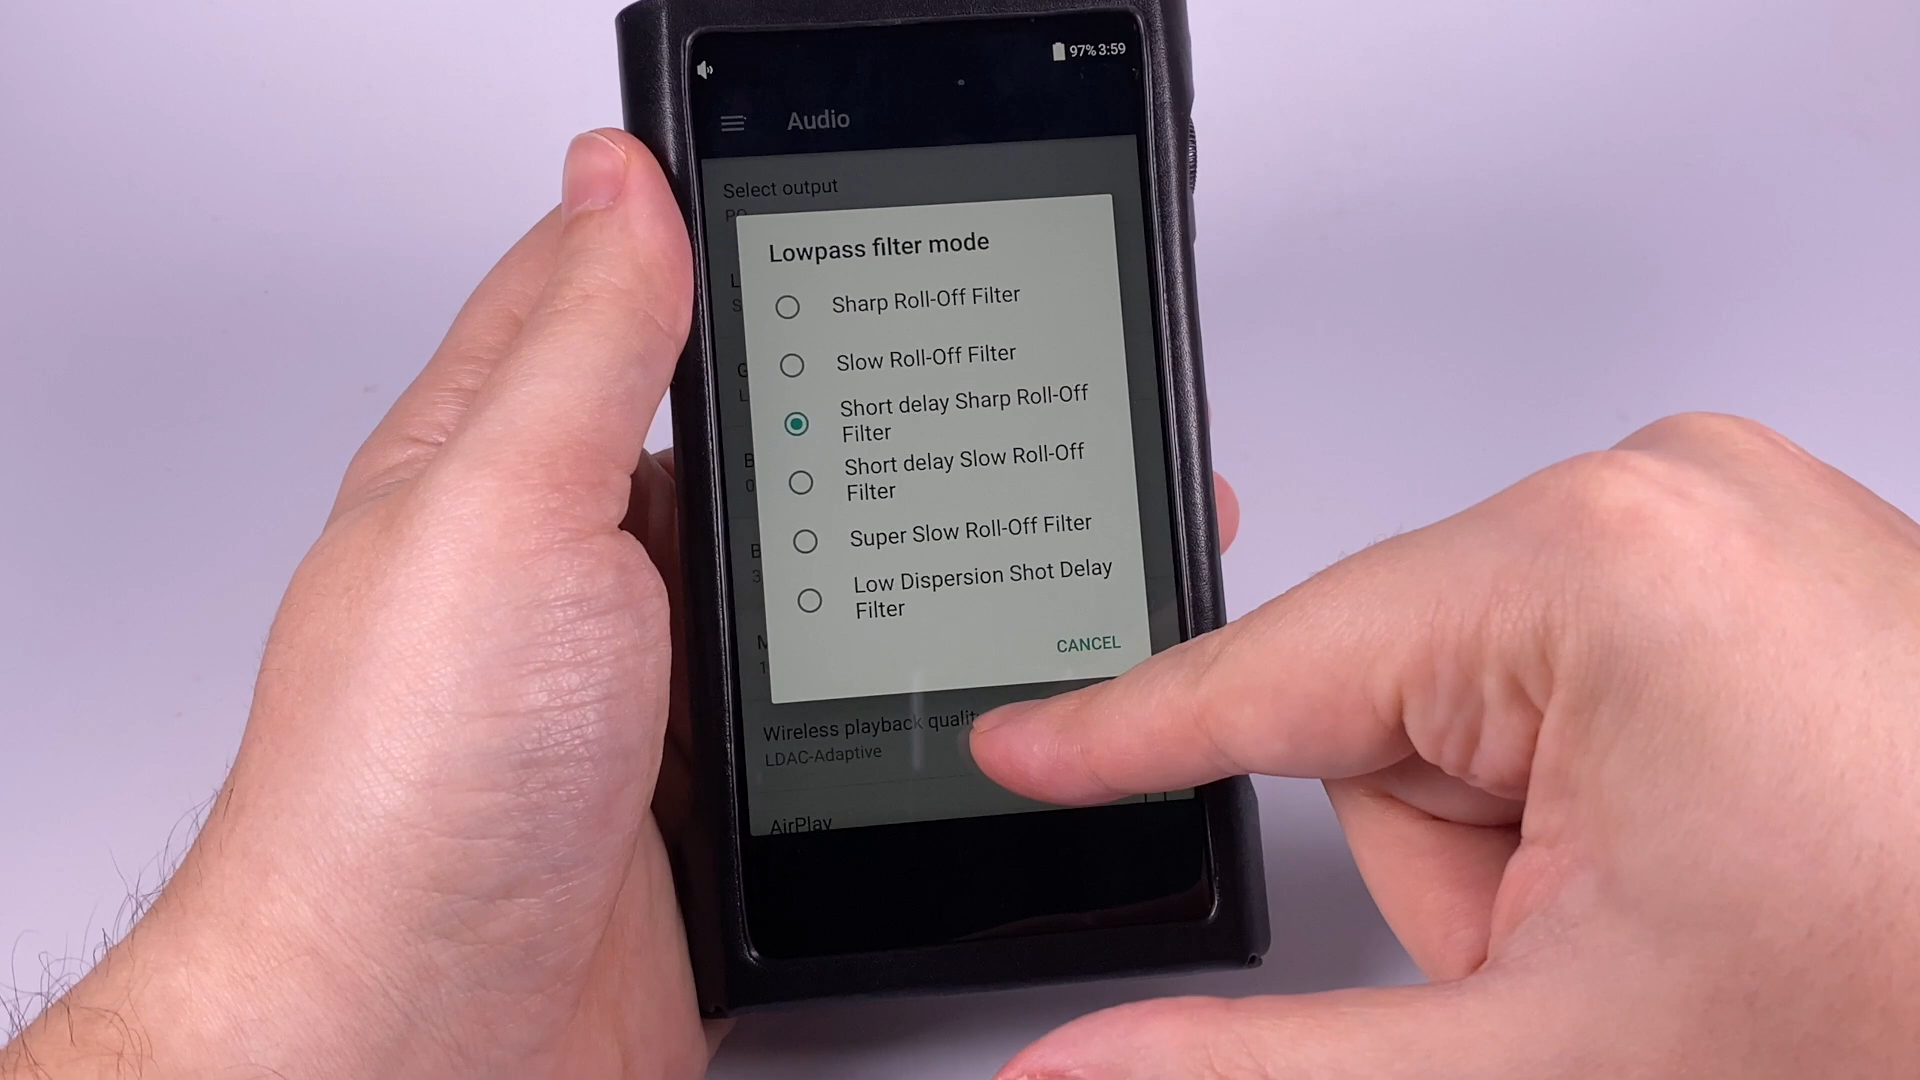 97% 3:59
Audio
Select output
PO
Lowpass filter mode
Sharp Roll-Off Filter
Slow Roll-Off Filter
Short delay Sharp Roll-Off
Filter
Short delay Slow Roll-Off
Filter
Super Slow Roll-Off Filter
Low Dispersion Shot Delay
Filter
CANCEL
Wireless playback quality
LDAC-Adaptive
AirPlay